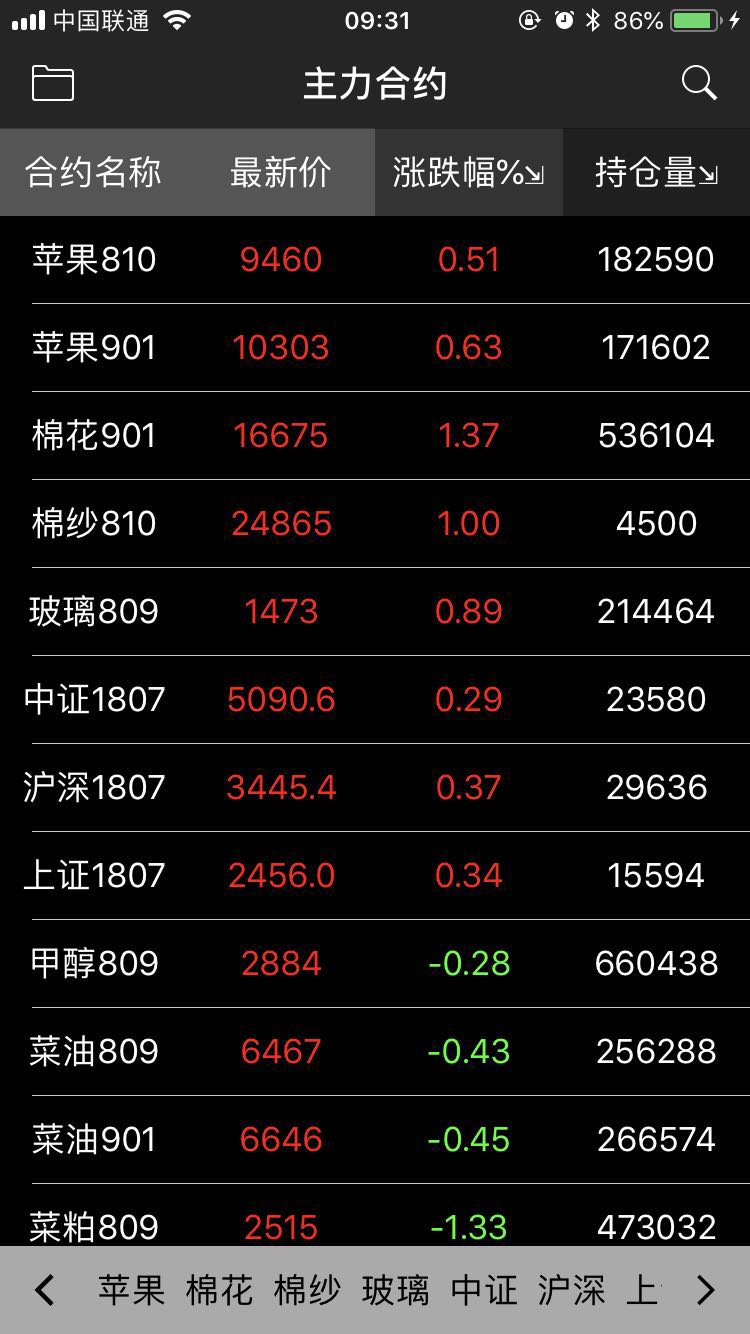 中国联通 09:31 86%
主力合约
合约名称 最新价 涨跌幅% 持仓量
苹果810 9460 0.51 182590
苹果901 10303 0.63 171602
棉花901 16675 1.37 536104
棉纱810 24865 1.00 4500
玻璃809 1473 0.89 214464
中证1807 5090.6 0.29 23580
沪深1807 3445.4 0.37 29636
上证1807 2456.0 0.34 15594
甲醇809 2884 -0.28 660438
菜油809 6467 -0.43 256288
菜油901 6646 -0.45 266574
菜粕809 2515 -1.33 473032
苹果 棉花 棉纱 玻璃 中证 沪深 上